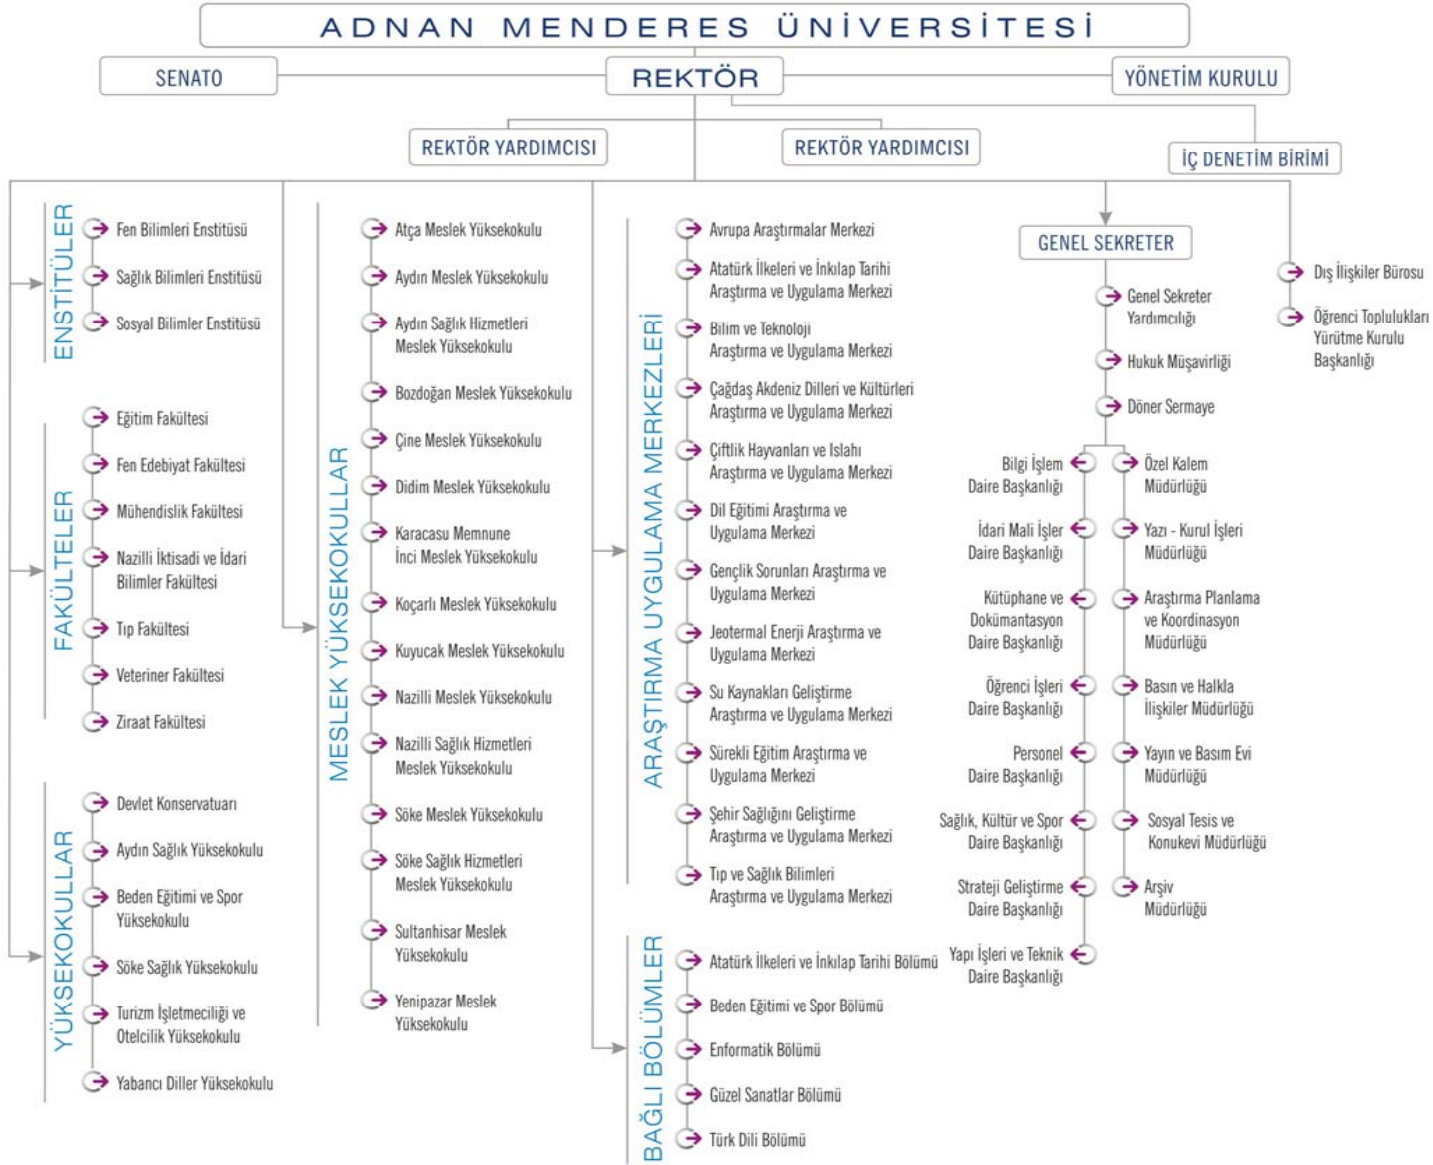 ADNAN MENDERES ÜNİVERSİTESİ
SENATO
REKTÖR
YÖNETİM KURULU
REKTÖR YARDIMCISI
REKTÖR YARDIMCISI
İÇ DENETİM BİRİMİ
ENSTİTÜLER
Fen Bilimleri Enstitüsü
Sağlık Bilimleri Enstitüsü
Sosyal Bilimler Enstitüsü
FAKÜLTELER
Eğitim Fakültesi
Fen Edebiyat Fakültesi
Mühendislik Fakültesi
Nazilli İktisadi ve İdari
Bilimler Fakültesi
Tıp Fakültesi
Veteriner Fakültesi
Ziraat Fakültesi
YÜKSEKOKULLAR
Devlet Konservatuarı
Aydın Sağlık Yüksekokulu
Beden Eğitimi ve Spor
Yüksekokulu
Söke Sağlık Yüksekokulu
Turizm İşletmeciliği ve
Otelcilik Yüksekokulu
Yabancı Diller Yüksekokulu
MESLEK YÜKSEKOKULLAR
Atça Meslek Yüksekokulu
Aydın Meslek Yüksekokulu
Aydın Sağlık Hizmetleri
Meslek Yüksekokulu
Bozdoğan Meslek Yüksekokulu
Çine Meslek Yüksekokulu
Didim Meslek Yüksekokulu
Karacasu Memnune
İnci Meslek Yüksekokulu
Koçarlı Meslek Yüksekokulu
Kuyucak Meslek Yüksekokulu
Nazilli Meslek Yüksekokulu
Nazilli Sağlık Hizmetleri
Meslek Yüksekokulu
Söke Meslek Yüksekokulu
Söke Sağlık Hizmetleri
Meslek Yüksekokulu
Sultanhisar Meslek
Yüksekokulu
Yenipazar Meslek
Yüksekokulu
ARAŞTIRMA UYGULAMA MERKEZLERİ
Avrupa Araştırmalar Merkezi
Atatürk İlkeleri ve İnkılap Tarihi
Araştırma ve Uygulama Merkezi
Bilim ve Teknoloji
Araştırma ve Uygulama Merkezi
Çağdaş Akdeniz Dilleri ve Kültürleri
Araştırma ve Uygulama Merkezi
Çiftlik Hayvanları ve Islahı
Araştırma ve Uygulama Merkezi
Dil Eğitimi Araştırma ve
Uygulama Merkezi
Gençlik Sorunları Araştırma ve
Uygulama Merkezi
Jeotermal Enerji Araştırma ve
Uygulama Merkezi
Su Kaynakları Geliştirme
Araştırma ve Uygulama Merkezi
Sürekli Eğitim Araştırma ve
Uygulama Merkezi
Şehir Sağlığını Geliştirme
Araştırma ve Uygulama Merkezi
Tıp ve Sağlık Bilimleri
Araştırma ve Uygulama Merkezi
BAĞLI BÖLÜMLER
Atatürk İlkeleri ve İnkılap Tarihi Bölümü
Beden Eğitimi ve Spor Bölümü
Enformatik Bölümü
Güzel Sanatlar Bölümü
Türk Dili Bölümü
GENEL SEKRETER
Genel Sekreter
Yardımcılığı
Hukuk Müşavirliği
Döner Sermaye
Bilgi İşlem
Daire Başkanlığı
İdari Mali İşler
Daire Başkanlığı
Kütüphane ve
Dokümantasyon
Daire Başkanlığı
Öğrenci İşleri
Daire Başkanlığı
Personel
Daire Başkanlığı
Sağlık, Kültür ve Spor
Daire Başkanlığı
Strateji Geliştirme
Daire Başkanlığı
Yapı İşleri ve Teknik
Daire Başkanlığı
Özel Kalem
Müdürlüğü
Yazı - Kurul İşleri
Müdürlüğü
Araştırma Planlama
ve Koordinasyon
Müdürlüğü
Basın ve Halkla
İlişkiler Müdürlüğü
Yayın ve Basım Evi
Müdürlüğü
Sosyal Tesis ve
Konukevi Müdürlüğü
Arşiv
Müdürlüğü
Dış İlişkiler Bürosu
Öğrenci Toplulukları
Yürütme Kurulu
Başkanlığı